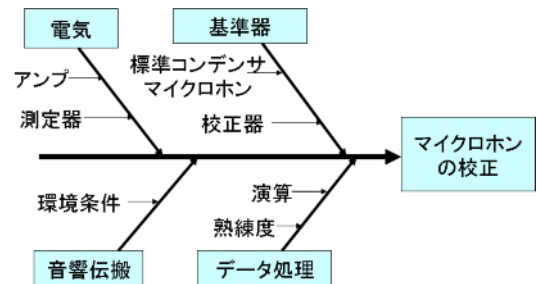 電気
基準器
アンプ
測定器
標準コンデンサ
マイクロホン
校正器
マイクロホン
の校正
環境条件
演算
熟練度
音響伝搬
データ処理